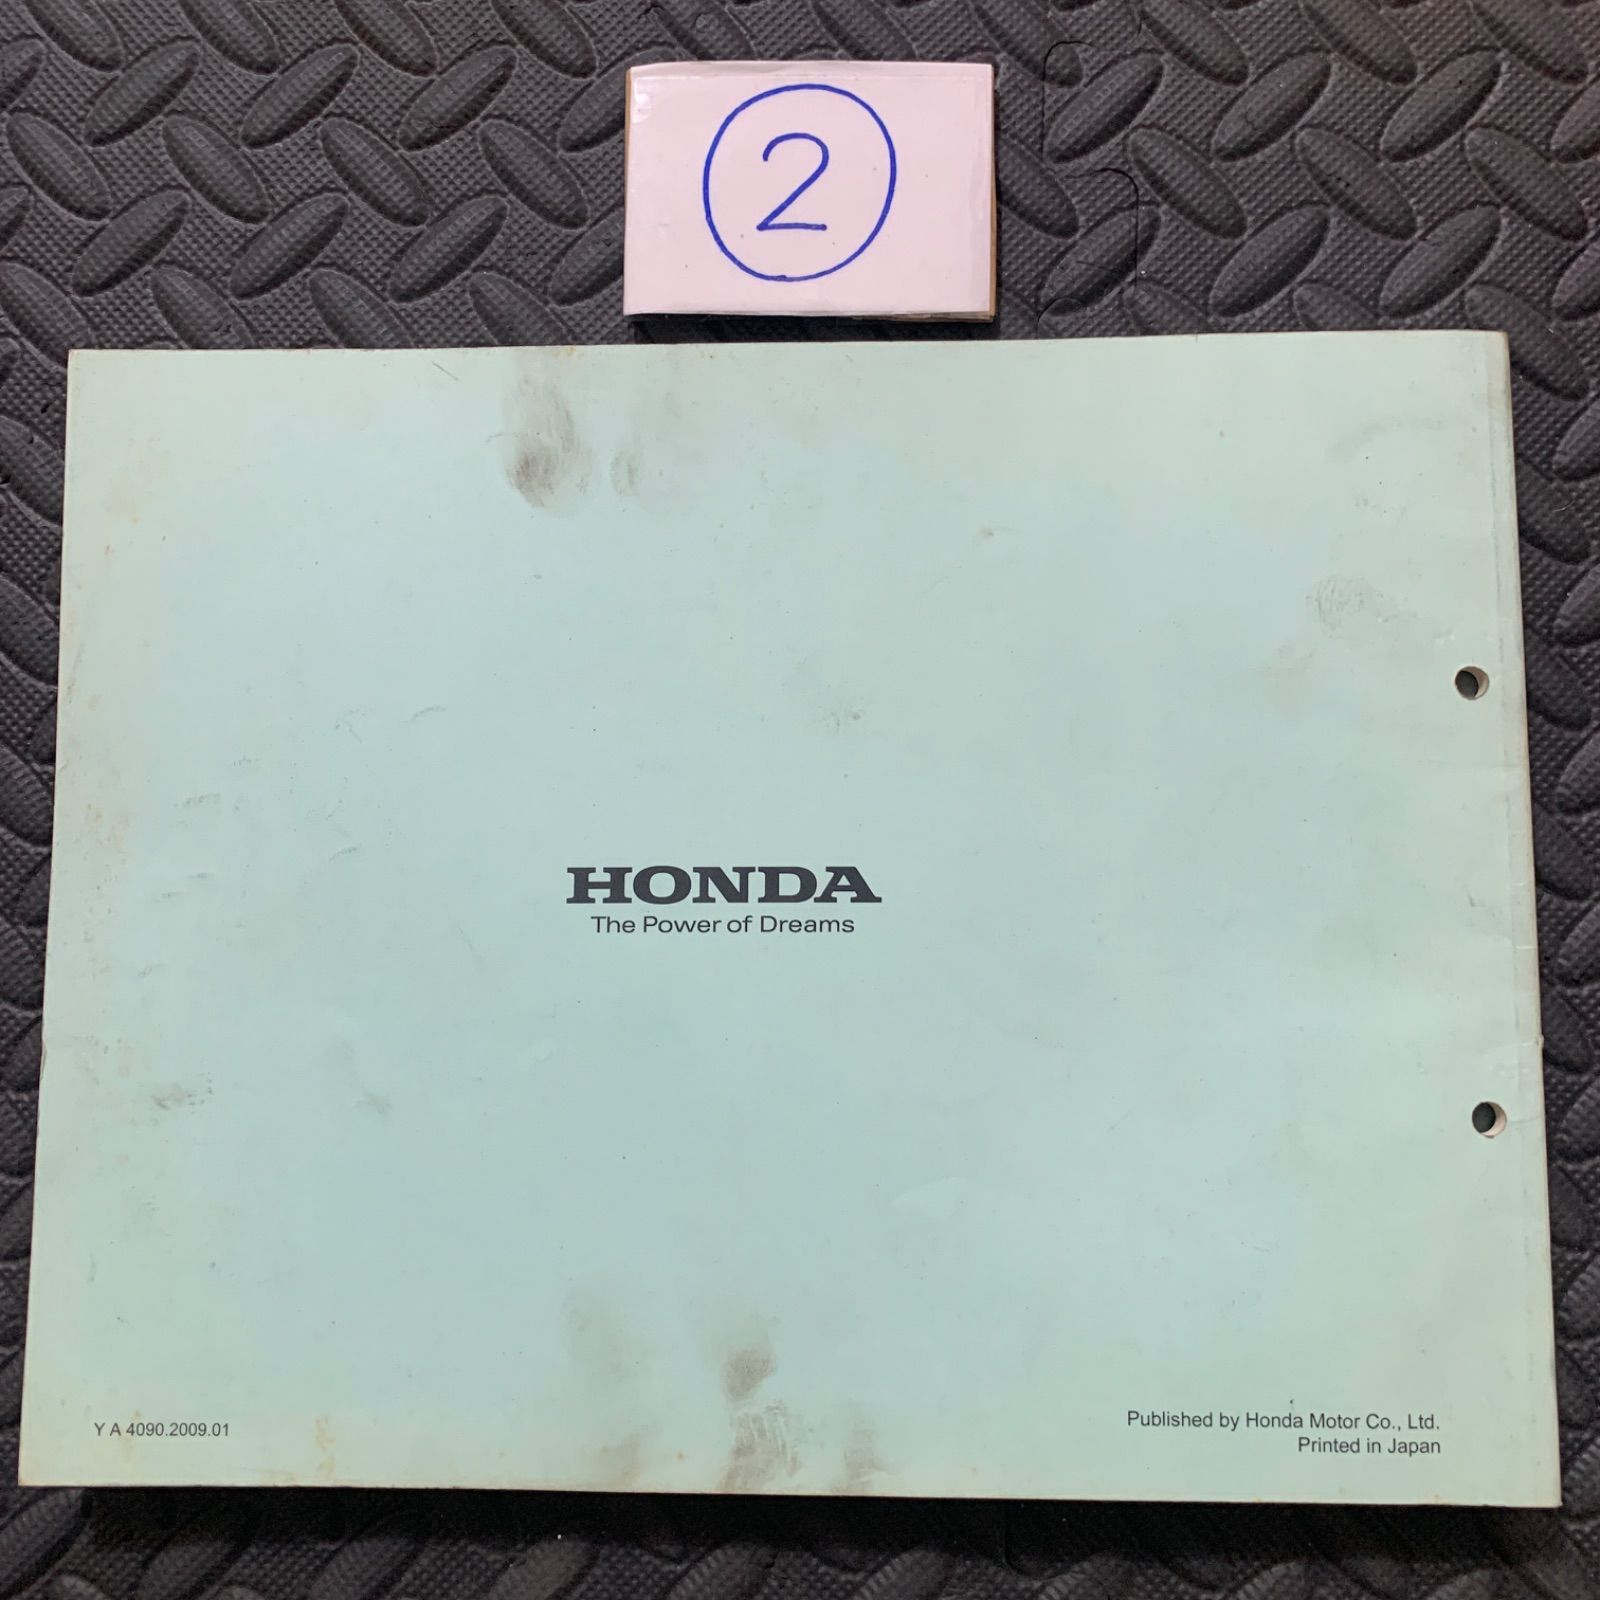 2
HONDA
The Power of Dreams
Y A 4090.2009.01
Published by Honda Motor Co., Ltd.
Printed in Japan